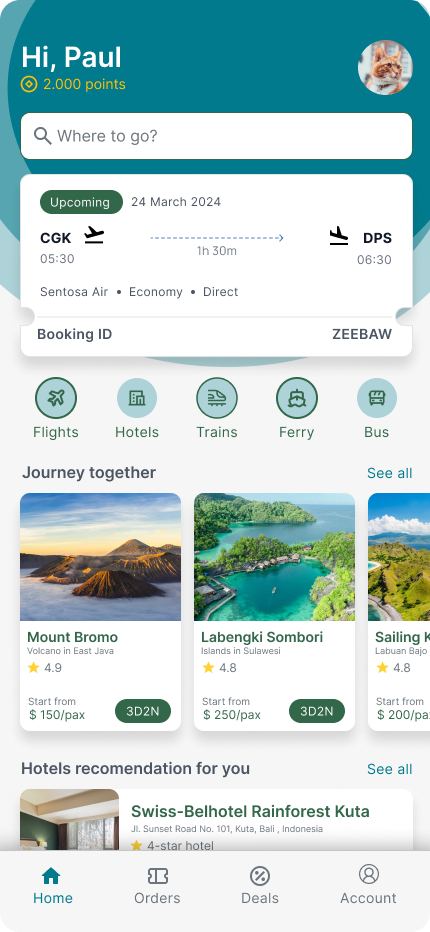 Hi, Paul
2.000 points
Where to go?
Upcoming 24 March 2024
CGK DPS
05:30 1h 30m 06:30
Sentosa Air • Economy • Direct
Booking ID ZEEBAW
Flights Hotels Trains Ferry Bus
Journey together See all
Mount Bromo Labengki Sombori Sailing K
Volcano in East Java Islands in Sulawesi Labuan Bajo
4.9 4.8 4.8
Start from Start from Start from
$ 150/pax 3D2N $ 250/pax 3D2N $ 200/pa
Hotels recomendation for you See all
Swiss-Belhotel Rainforest Kuta
Jl. Sunset Road No. 101, Kuta, Bali , Indonesia
4-star hotel
Home Orders Deals Account